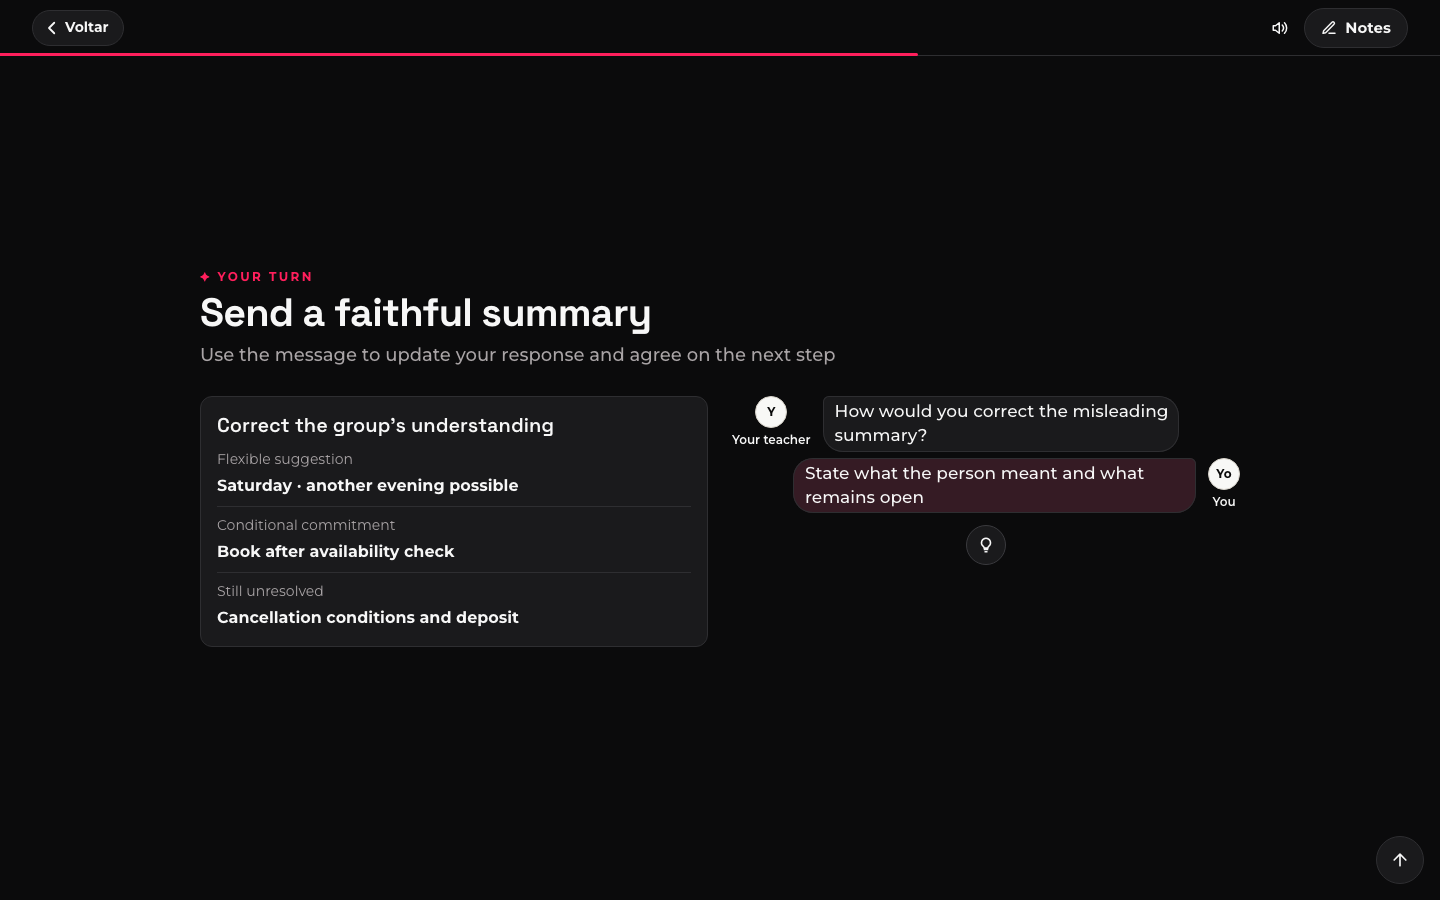 Voltar
Notes
YOUR TURN
Send a faithful summary
Use the message to update your response and agree on the next step
Correct the group’s understanding
Flexible suggestion
Saturday · another evening possible
Conditional commitment
Book after availability check
Still unresolved
Cancellation conditions and deposit
Y
Your teacher
How would you correct the misleading
summary?
State what the person meant and what
remains open
Yo
You